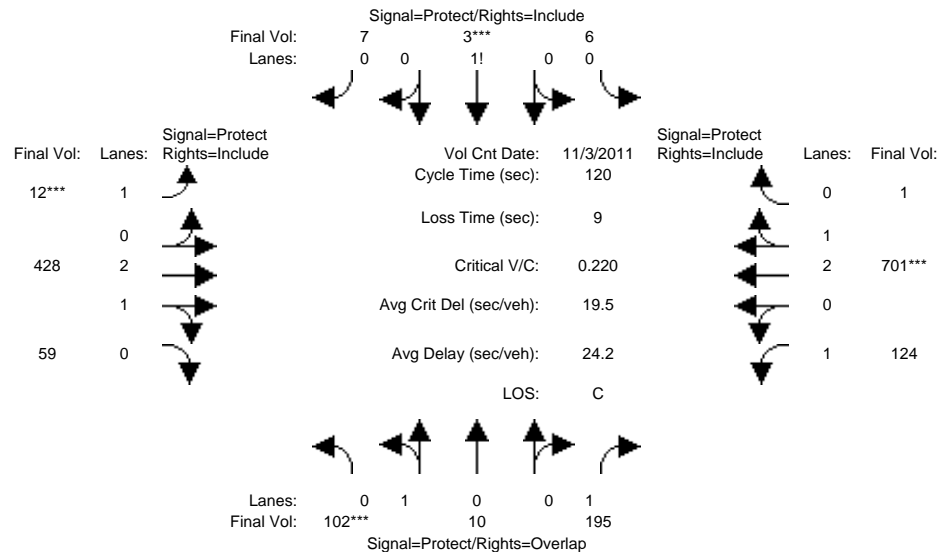 Signal=Protect/Rights=Include
Final Vol: 7 3*** 6
Lanes: 0 0 1! 0 0
Signal=Protect Signal=Protect
Final Vol: Lanes: Rights=Include Vol Cnt Date: 11/3/2011 Rights=Include Lanes: Final Vol:
Cycle Time (sec): 120
12*** 1 0 1
Loss Time (sec): 9
0 1
428 2 Critical V/C: 0.220 2 701***
1 Avg Crit Del (sec/veh): 19.5 0
59 0 Avg Delay (sec/veh): 24.2 1 124
LOS: C
Lanes: 0 1 0 0 1
Final Vol: 102*** 10 195
Signal=Protect/Rights=Overlap